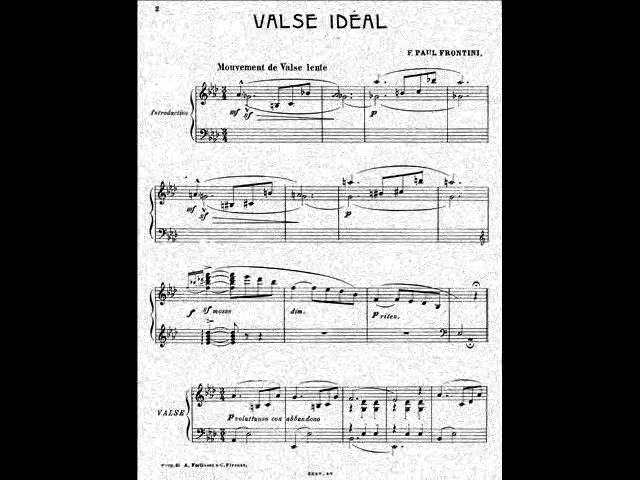 2
VALSE IDÉAL
F. PAUL FRONTINI.
Mouvement de Valse lente
Introduction
mf sf p
mf sf p
f sf mosso dim. p riten.
VALSE
p voluttuoso con abbandono